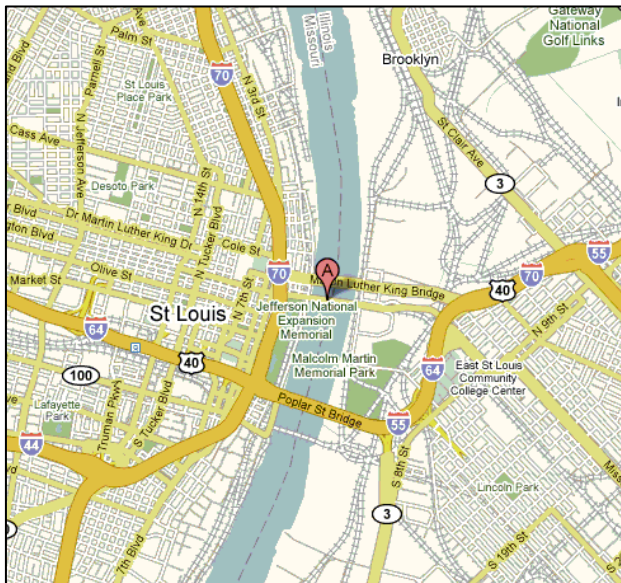 Gateway
National
Golf Links
Illinois
Missouri
Palm St
Brooklyn
Parnell St
N 3rd St
70
St Louis
Place Park
St Clair Ave
Cass Ave
N Jefferson Ave
N 14th St
Desoto Park
3
Dr Martin Luther King Dr
N Tucker Blvd
Cole St
55
70
Olive St
N 7th St
70
A
Martin Luther King Bridge
40
Market St
St Louis
Jefferson National
Expansion
Memorial
N 9th St
64
40
Malcolm Martin
Memorial Park
64
East St Louis
Community
College Center
100
Truman Pkwy
S Tucker Blvd
Lafayette
Park
Poplar St Bridge
55
44
S 8th St
Lincoln Park
3
S 19th St
7th Blvd